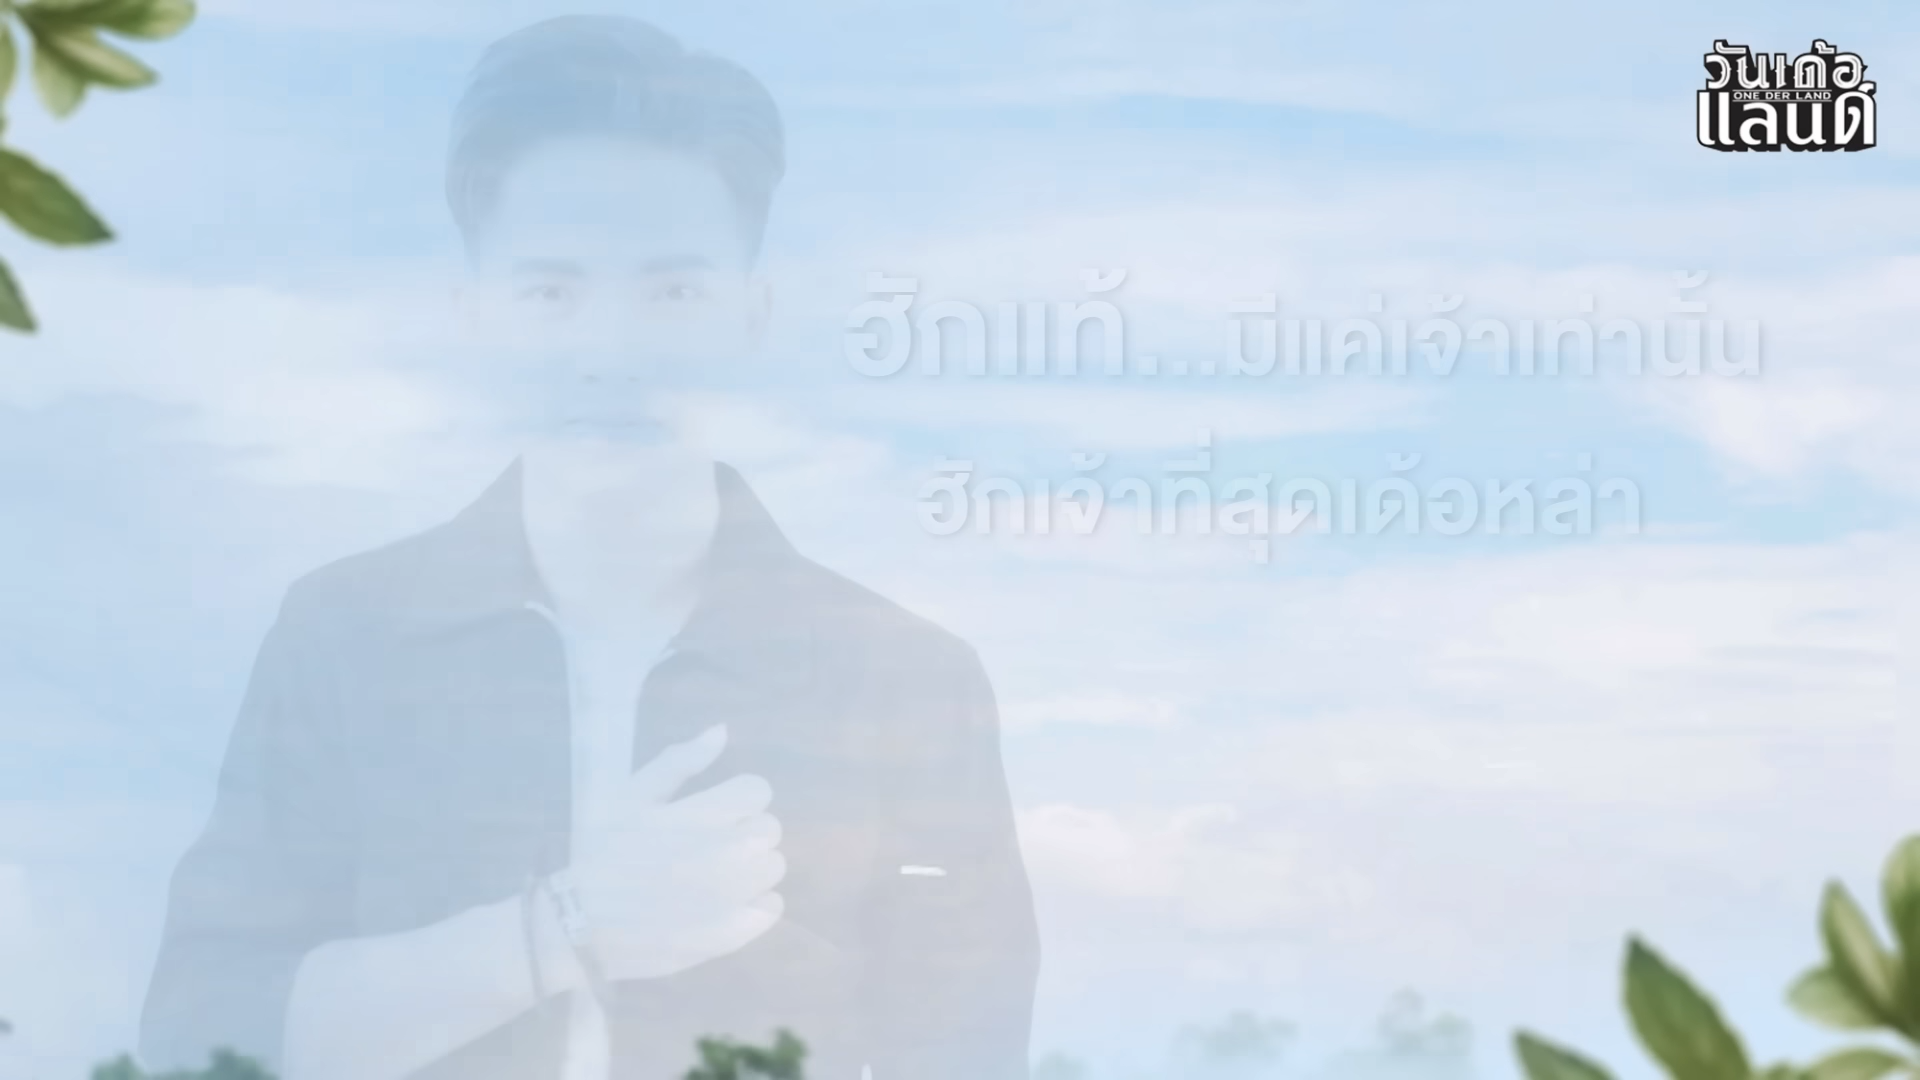 วันเด้อ
ONE DER LAND
แลนด์
ฮักแท้...มีแค่เจ้าเท่านั้น
ฮักเจ้าที่สุดเด้อหล่า